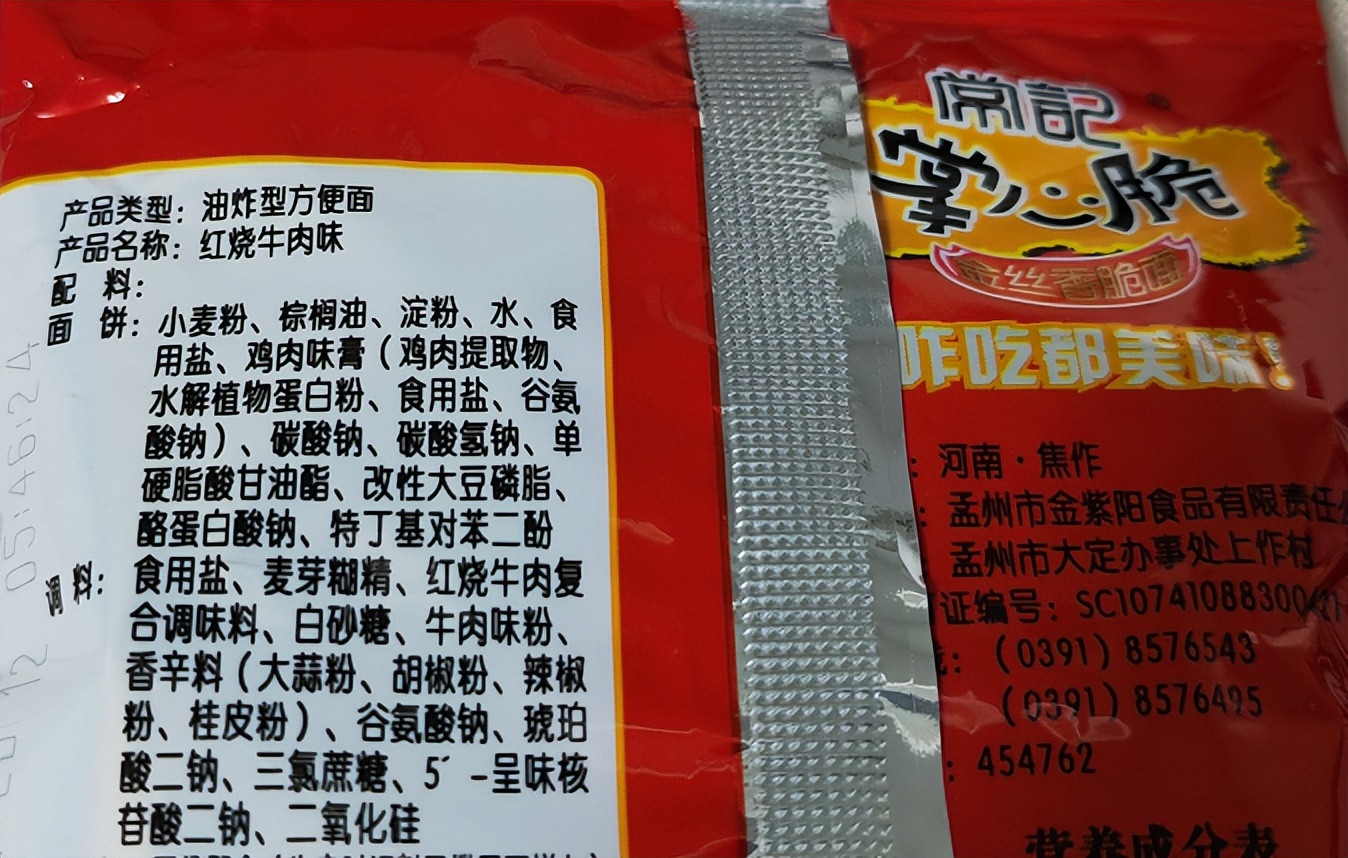 产品类型：油炸型方便面
产品名称：红烧牛肉味
配 料：
面 饼：小麦粉、棕榈油、淀粉、水、食
用盐、鸡肉味膏（鸡肉提取物、
水解植物蛋白粉、食用盐、谷氨
酸钠）、碳酸钠、碳酸氢钠、单
硬脂酸甘油酯、改性大豆磷脂、
酪蛋白酸钠、特丁基对苯二酚
调 料：食用盐、麦芽糊精、红烧牛肉复
合调味料、白砂糖、牛肉味粉、
香辛料（大蒜粉、胡椒粉、辣椒
粉、桂皮粉）、谷氨酸钠、琥珀
酸二钠、三氯蔗糖、5′-呈味核
苷酸二钠、二氧化硅
05:46:24
常記®
掌心脆
金丝香脆面
咋吃都美味!
：河南·焦作
：孟州市金紫阳食品有限责任
孟州市大定办事处上作村
证编号：SC10741088300
：（0391）8576543
（0391）8576495
：454762
营养成分表